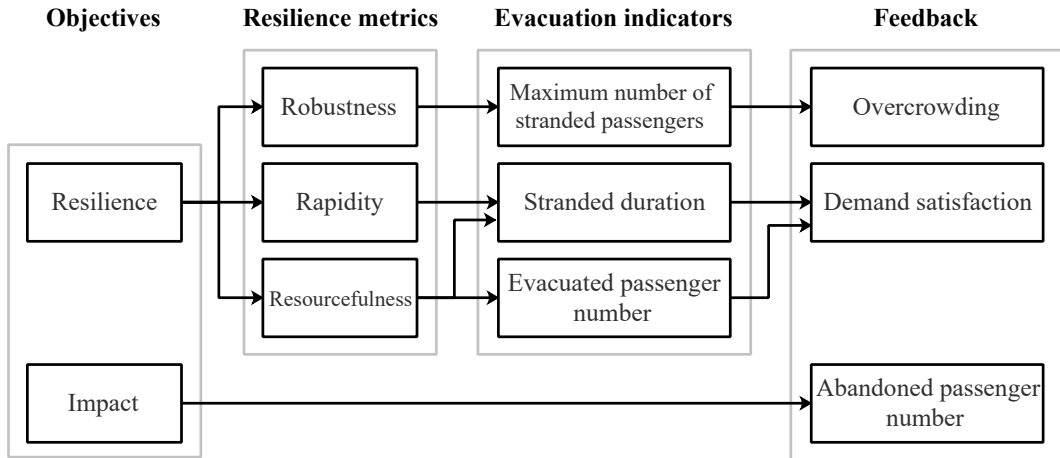 Objectives
Resilience metrics
Evacuation indicators
Feedback
Robustness
Maximum number of
stranded passengers
Overcrowding
Resilience
Rapidity
Stranded duration
Demand satisfaction
Resourcefulness
Evacuated passenger
number
Impact
Abandoned passenger
number